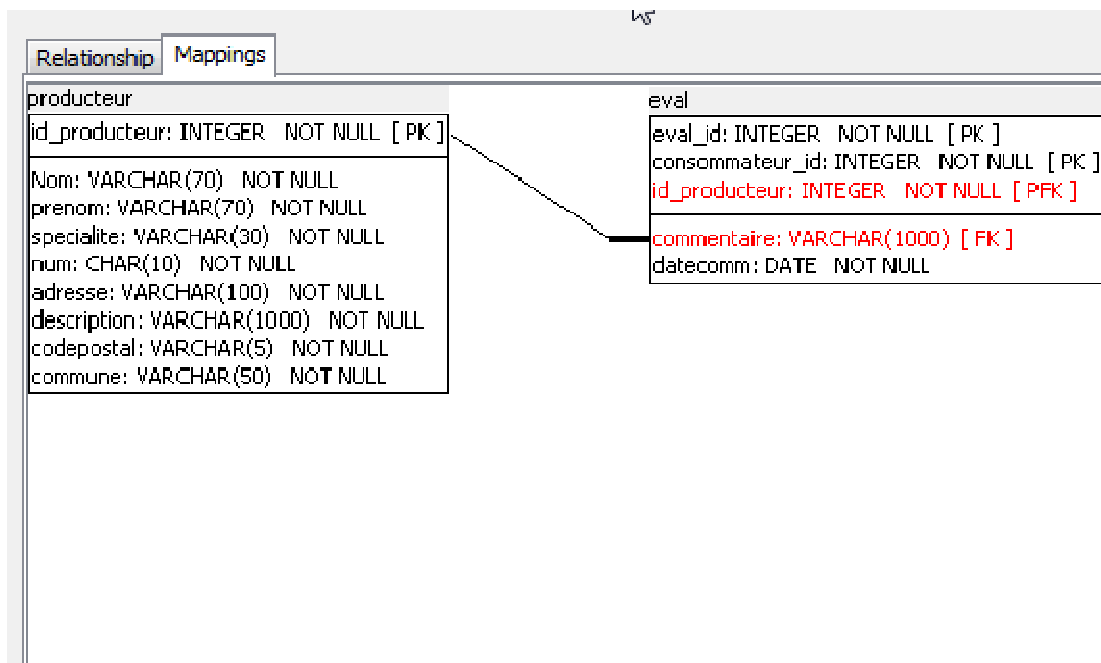 Relationship
Mappings
producteur
id_producteur: INTEGER NOT NULL [ PK ]
Nom: VARCHAR(70) NOT NULL
prenom: VARCHAR(70) NOT NULL
specialite: VARCHAR(30) NOT NULL
num: CHAR(10) NOT NULL
adresse: VARCHAR(100) NOT NULL
description: VARCHAR(1000) NOT NULL
codepostal: VARCHAR(5) NOT NULL
commune: VARCHAR(50) NOT NULL
eval
eval_id: INTEGER NOT NULL [ PK ]
consommateur_id: INTEGER NOT NULL [ PK ]
id_producteur: INTEGER NOT NULL [ PFK ]
commentaire: VARCHAR(1000) [ FK ]
datecomm: DATE NOT NULL